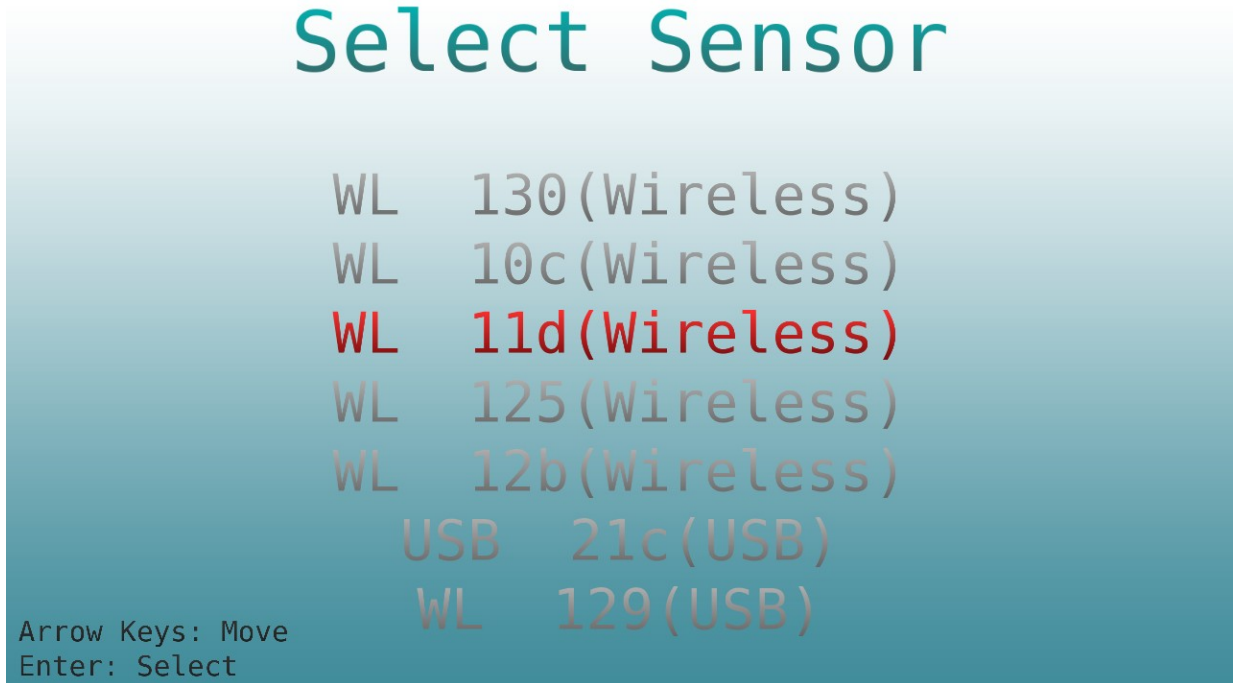 Select Sensor
WL  130(Wireless)
WL  10c(Wireless)
WL  11d(Wireless)
WL  125(Wireless)
WL  12b(Wireless)
USB  21c(USB)
WL  129(USB)
Arrow Keys: Move
Enter: Select